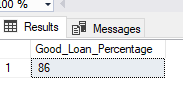 00 %
Results Messages
Good_Loan_Percentage
1 86